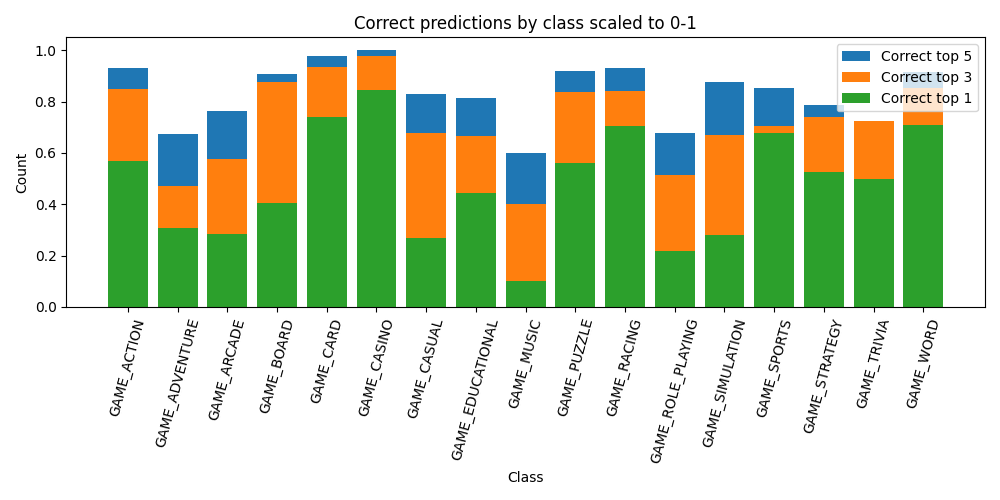 Correct predictions by class scaled to 0-1
Correct top 5
Correct top 3
Correct top 1
Count
1.0
0.8
0.6
0.4
0.2
0.0
GAME_ACTION
GAME_ADVENTURE
GAME_ARCADE
GAME_BOARD
GAME_CARD
GAME_CASINO
GAME_CASUAL
GAME_EDUCATIONAL
GAME_MUSIC
GAME_PUZZLE
GAME_RACING
GAME_ROLE_PLAYING
GAME_SIMULATION
GAME_SPORTS
GAME_STRATEGY
GAME_TRIVIA
GAME_WORD
Class